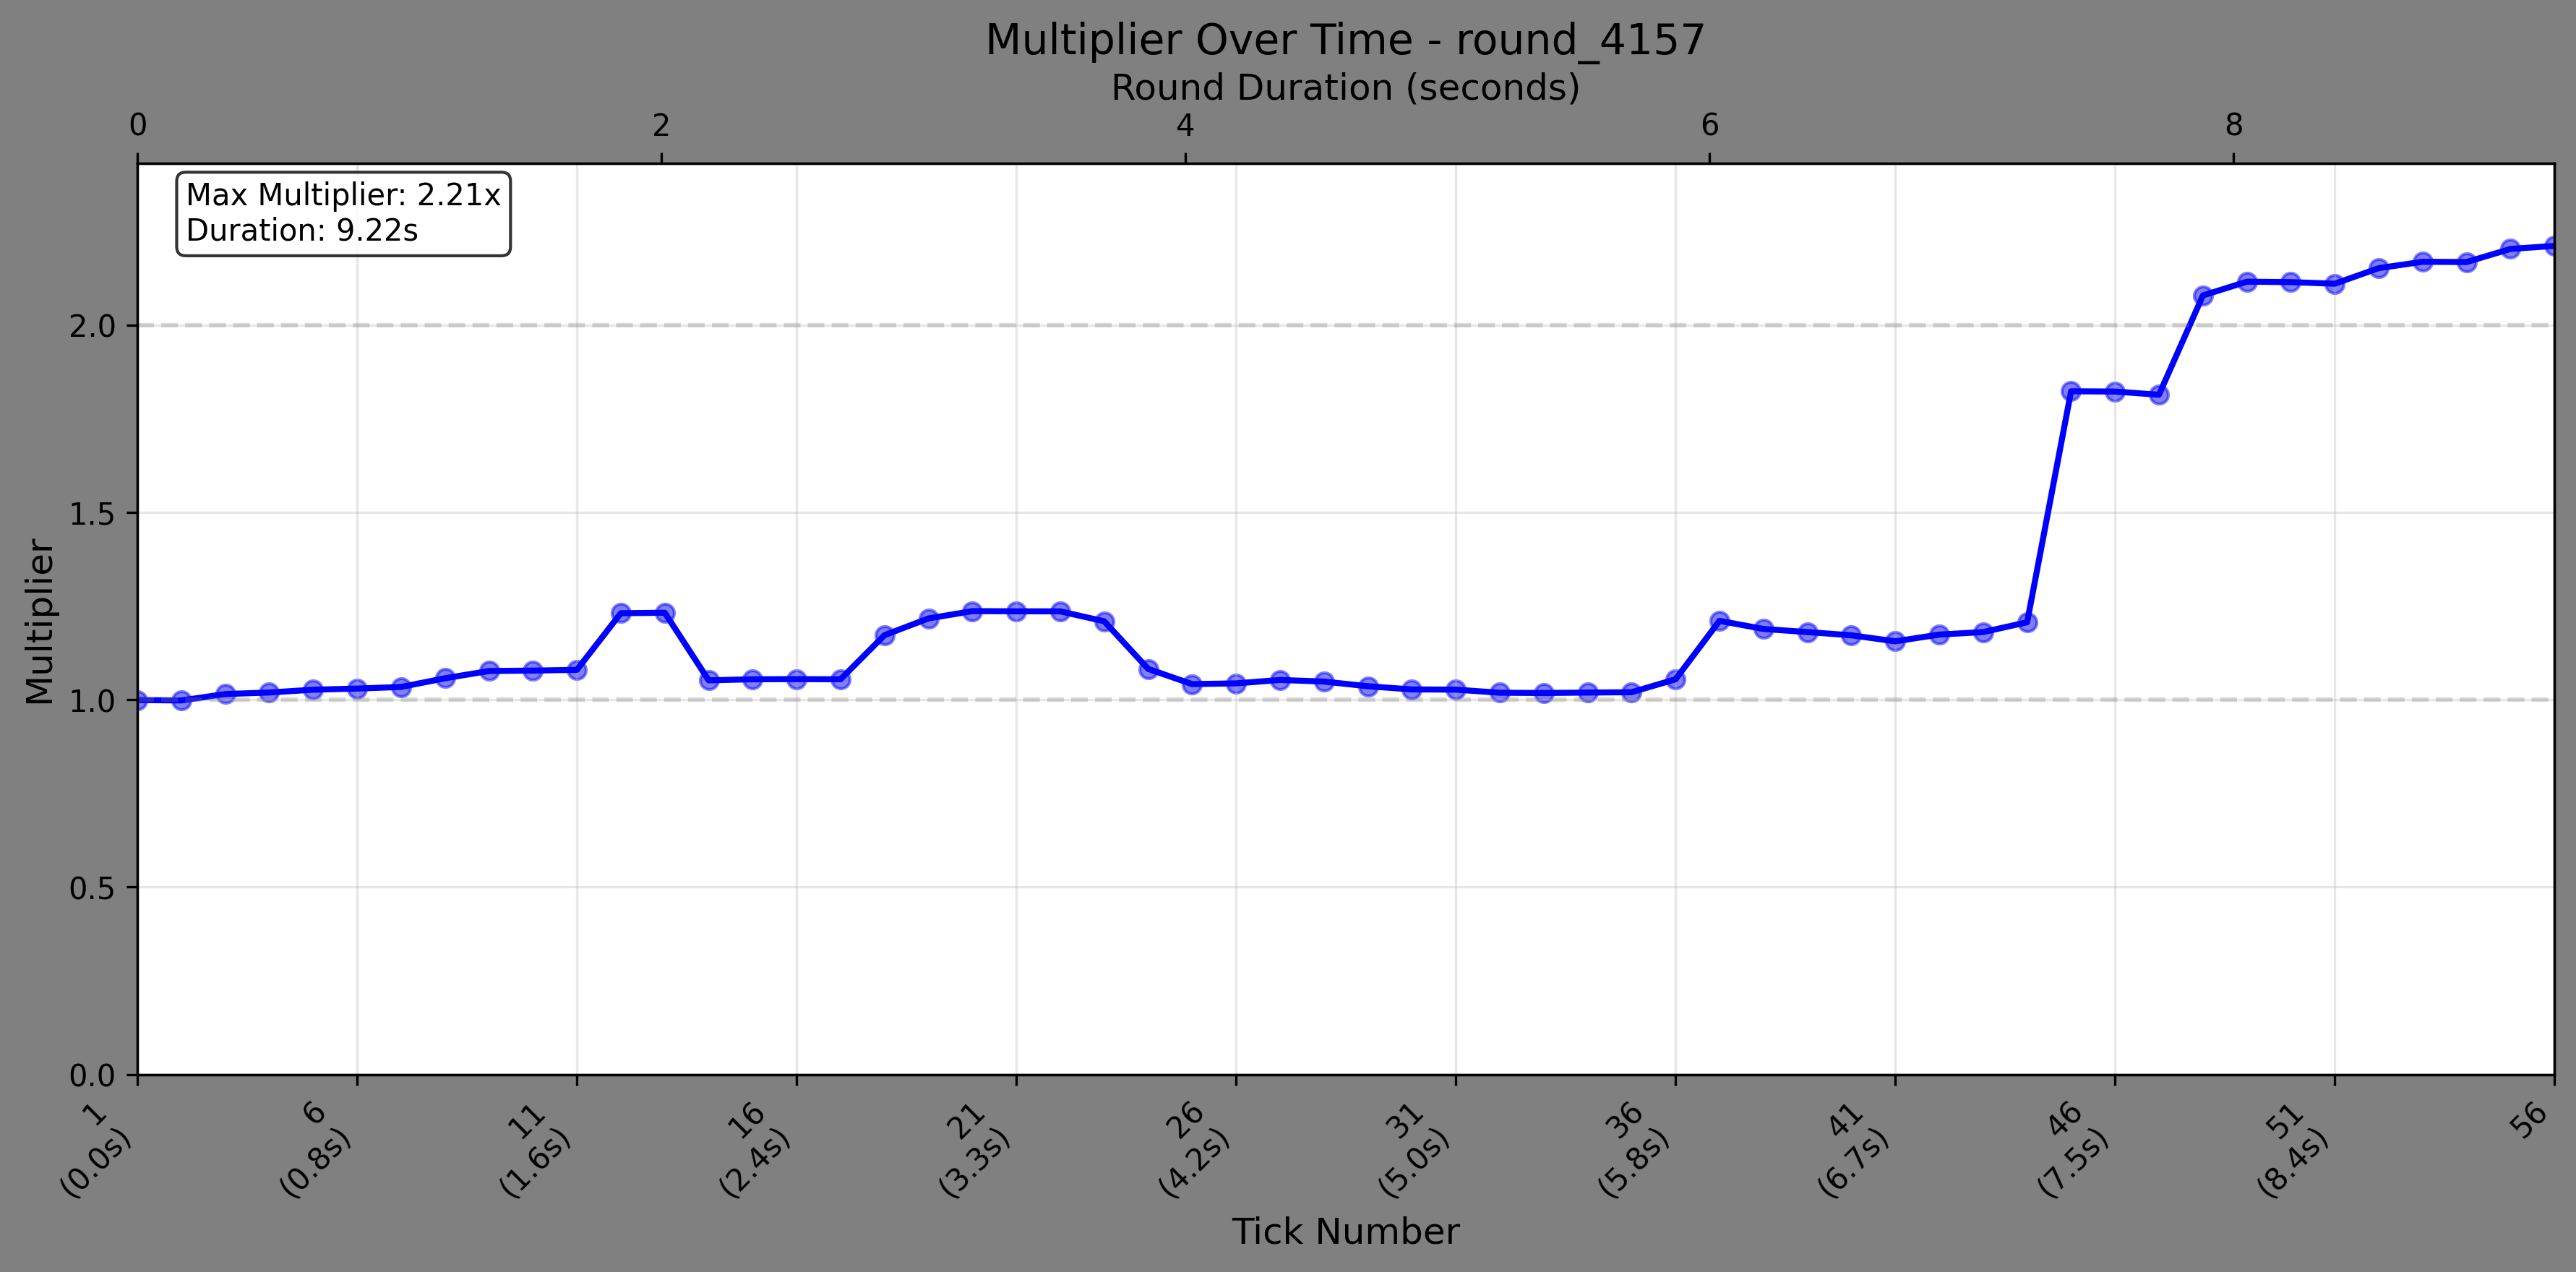 Multiplier Over Time - round_4157
Round Duration (seconds)
0 2 4 6 8
Max Multiplier: 2.21x
Duration: 9.22s
Multiplier
2.0
1.5
1.0
0.5
0.0
1
(0.0s)
6
(0.8s)
11
(1.6s)
16
(2.4s)
21
(3.3s)
26
(4.2s)
31
(5.0s)
36
(5.8s)
41
(6.7s)
46
(7.5s)
51
(8.4s)
56
Tick Number